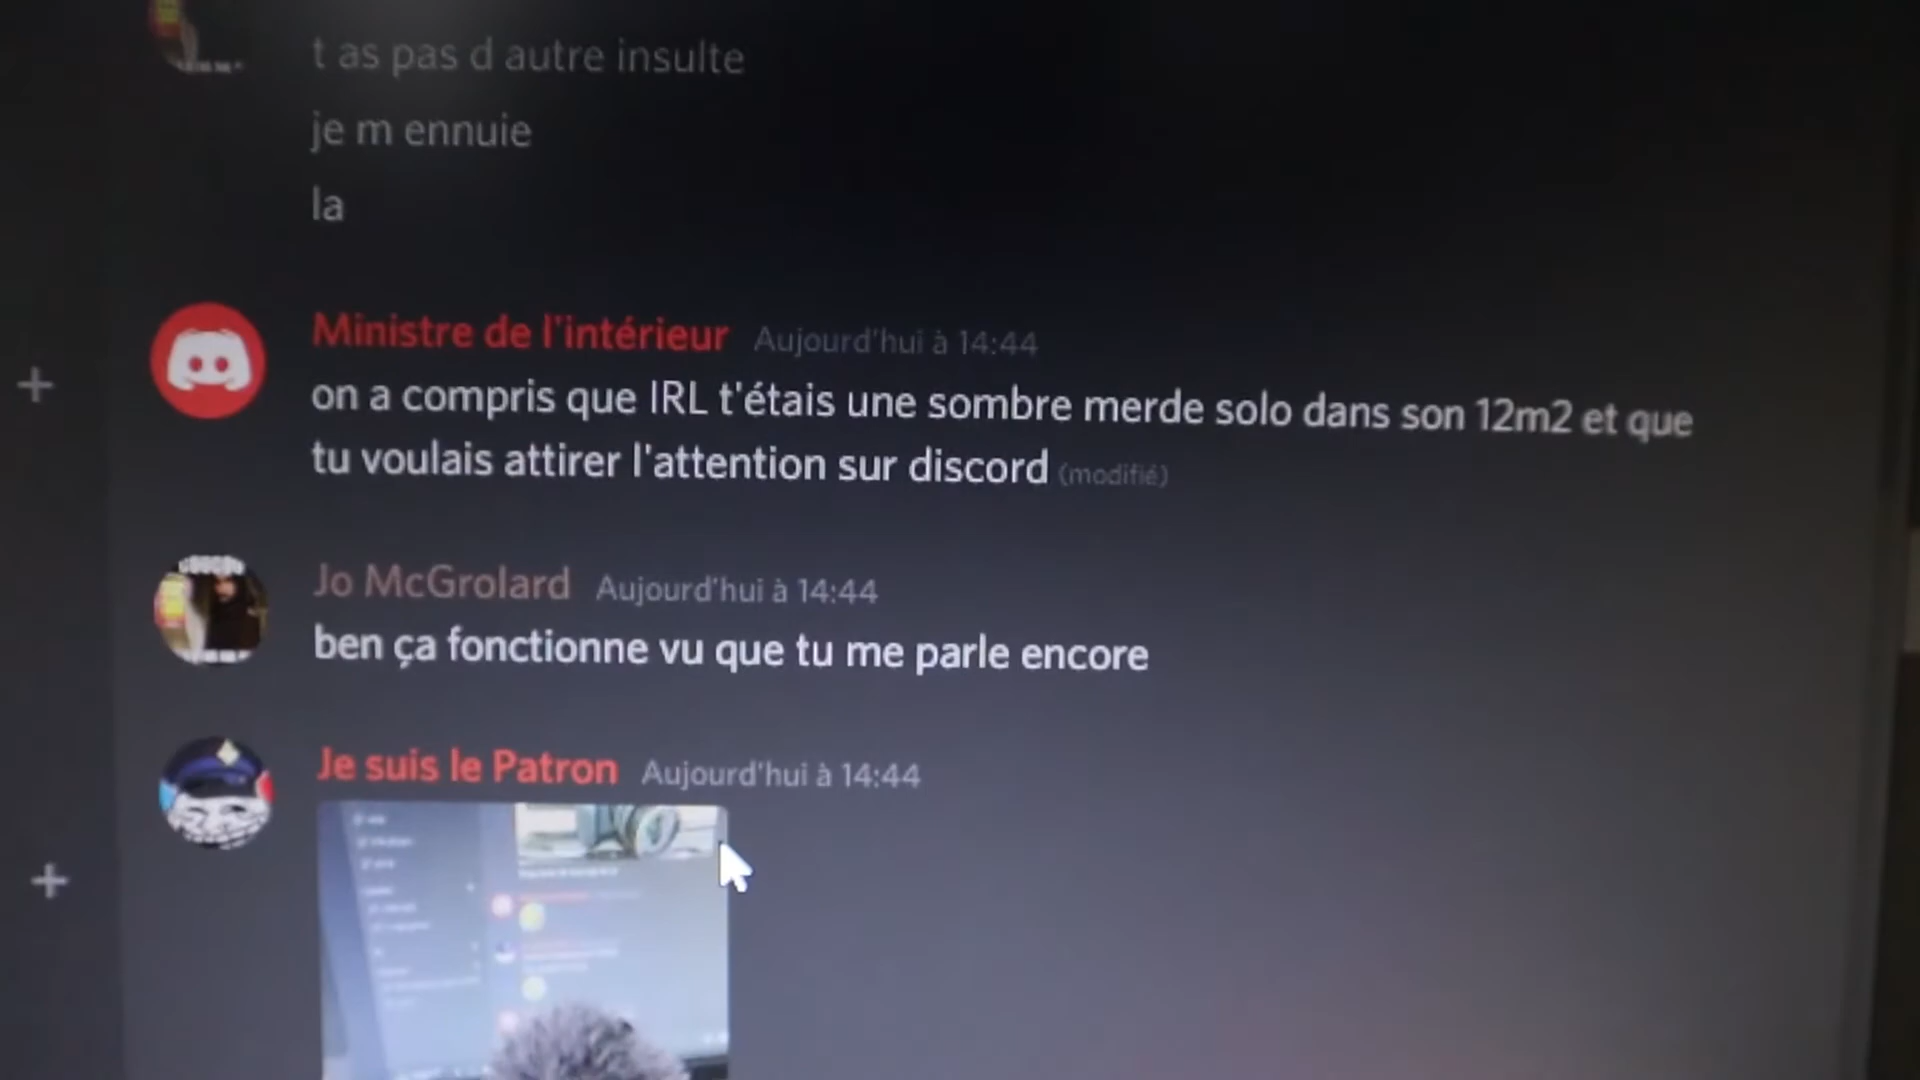 t as pas d autre insulte
je m ennuie
la
Ministre de l'intérieur Aujourd'hui à 14:44
on a compris que IRL t'étais une sombre merde solo dans son 12m2 et que
tu voulais attirer l'attention sur discord (modifié)
Jo McGrolard Aujourd'hui à 14:44
ben ça fonctionne vu que tu me parle encore
Je suis le Patron Aujourd'hui à 14:44